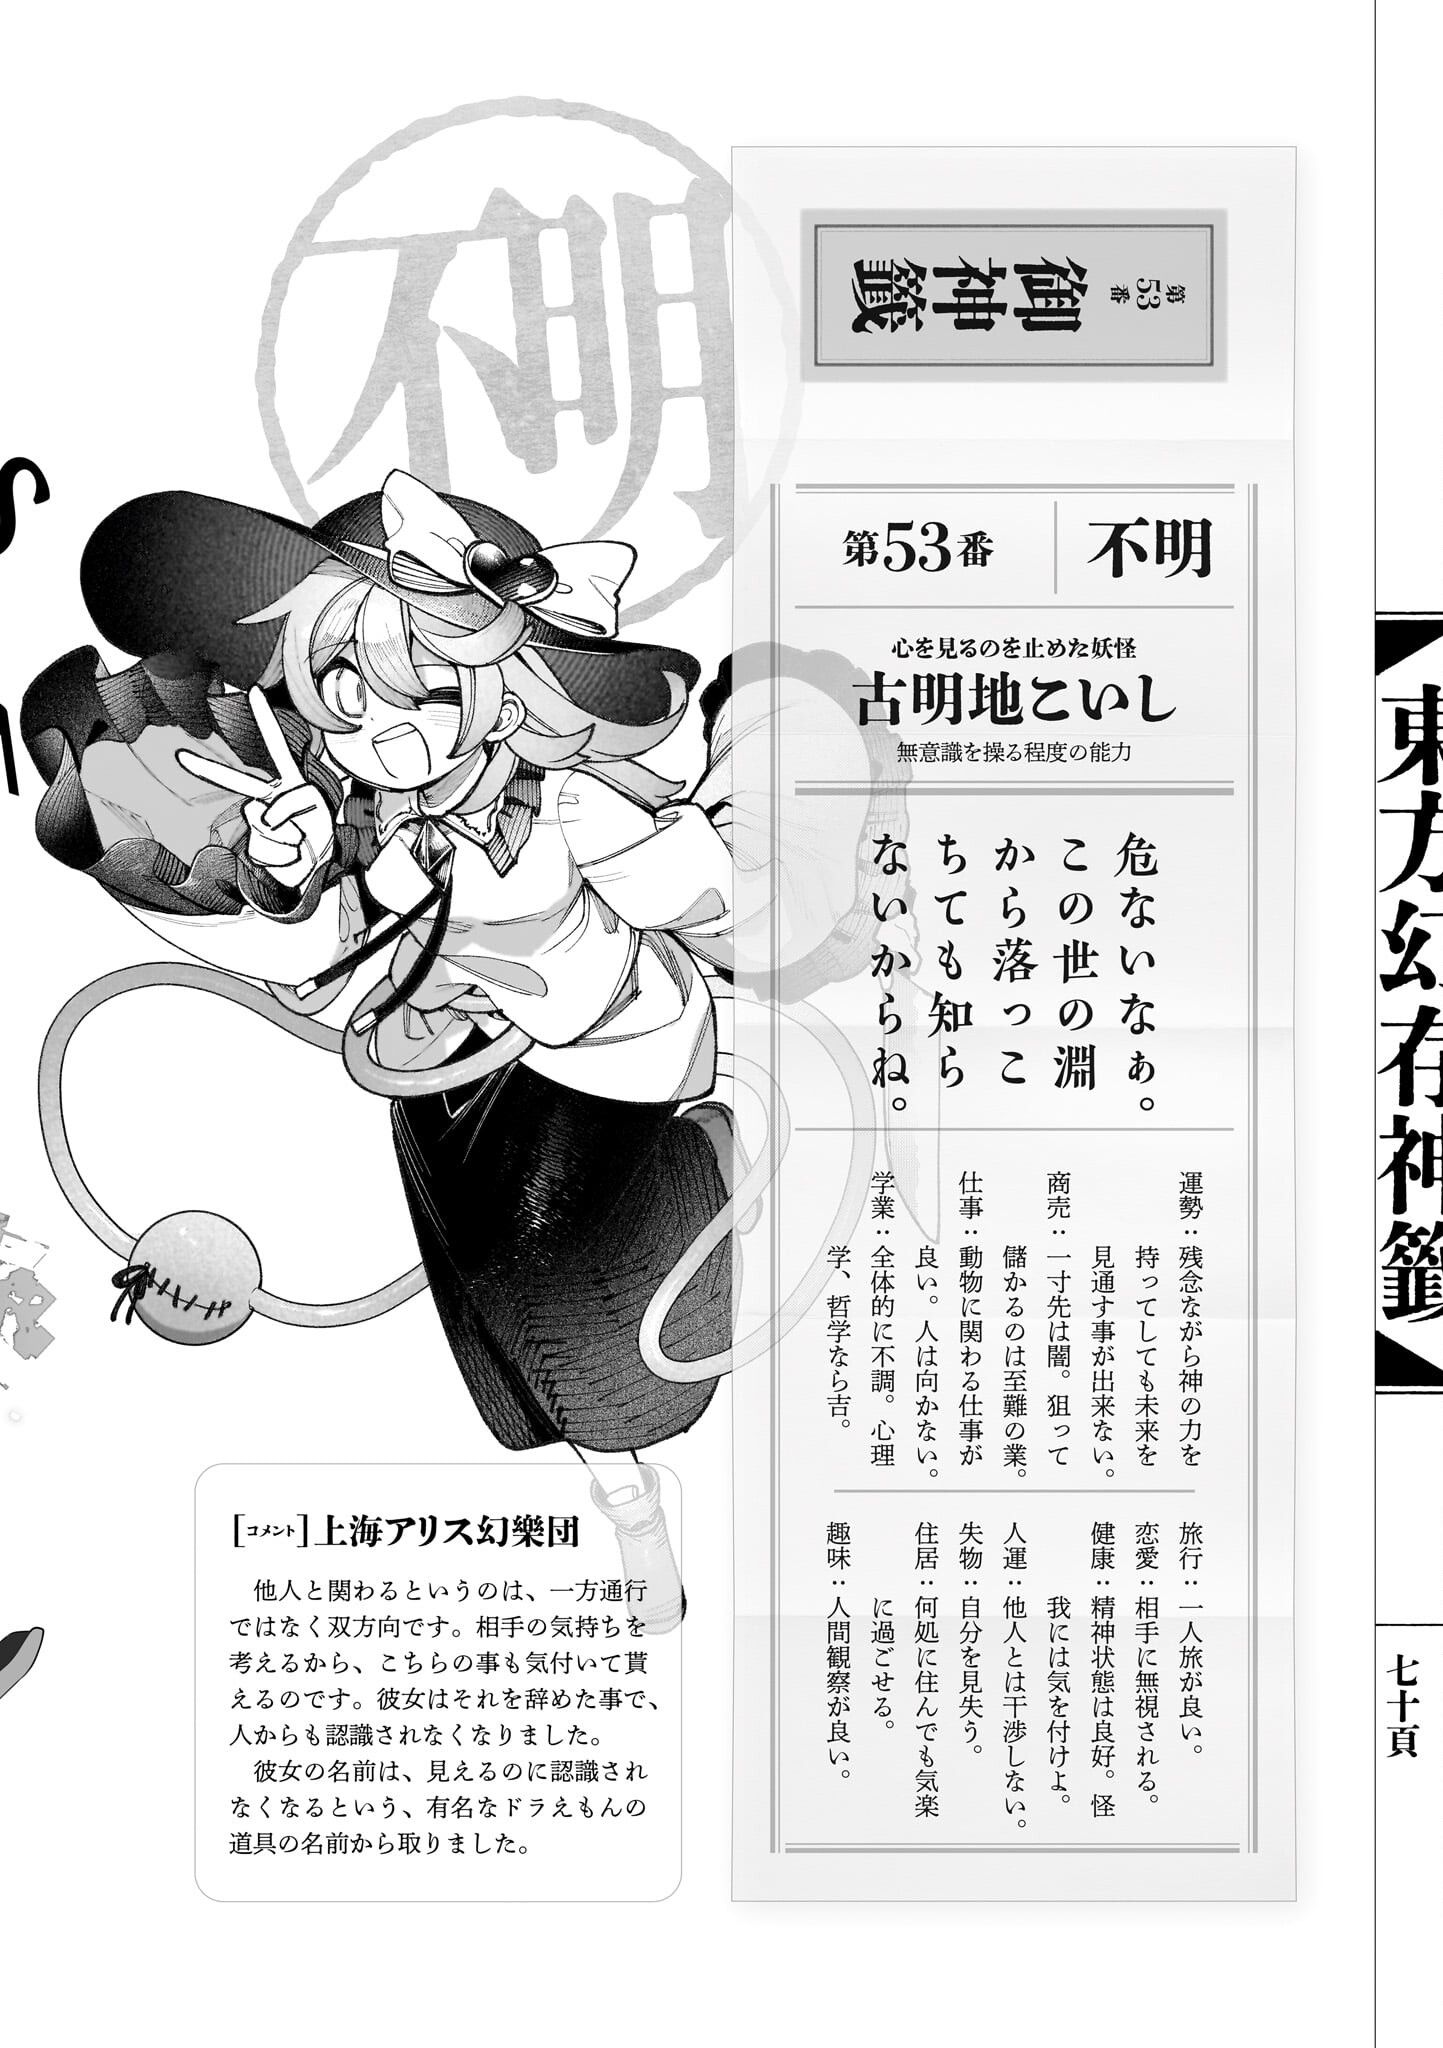 不明
第53番
御神籤
第53番
不明
心を見るのを止めた妖怪
古明地こいし
無意識を操る程度の能力
危ないなぁ。
この世の淵
から落っこ
ちても知ら
ないからね。
運勢：残念ながら神の力を
持ってしても未来を
見通す事が出来ない。
商売：一寸先は闇。狙って
儲かるのは至難の業。
仕事：動物に関わる仕事が
良い。人は向かない。
学業：全体的に不調。心理
学、哲学なら吉。
旅行：一人旅が良い。
恋愛：相手に無視される。
健康：精神状態は良好。怪
我には気を付けよ。
人運：他人とは干渉しない。
失物：自分を見失う。
住居：何処に住んでも気楽
に過ごせる。
趣味：人間観察が良い。
[コメント]上海アリス幻樂団
他人と関わるというのは、一方通行
ではなく双方向です。相手の気持ちを
考えるから、こちらの事も気付いて貰
えるのです。彼女はそれを辞めた事で、
人からも認識されなくなりました。
彼女の名前は、見えるのに認識され
なくなるという、有名なドラえもんの
道具の名前から取りました。
東方幻存神籤
七十頁